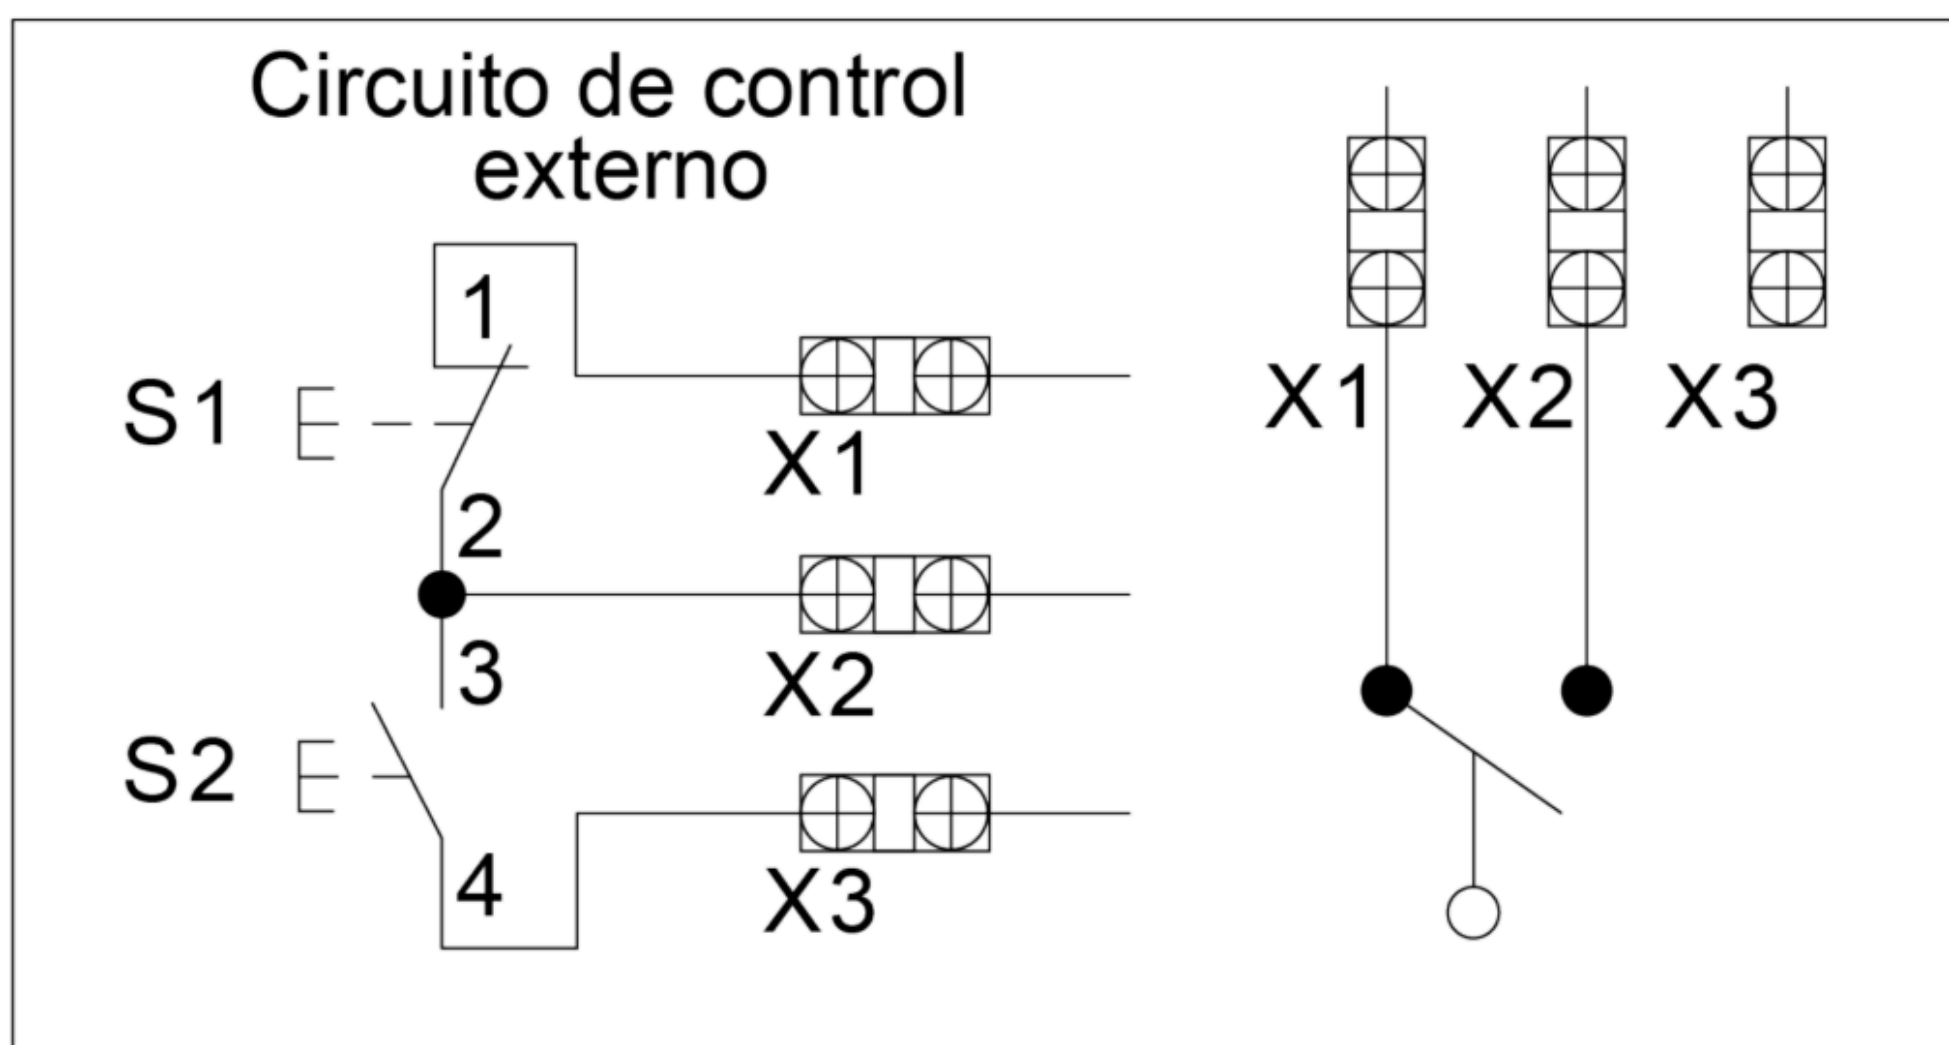 Circuito de control
externo
1
S1
X1
2
3
X2
S2
4
X3
X1 X2 X3